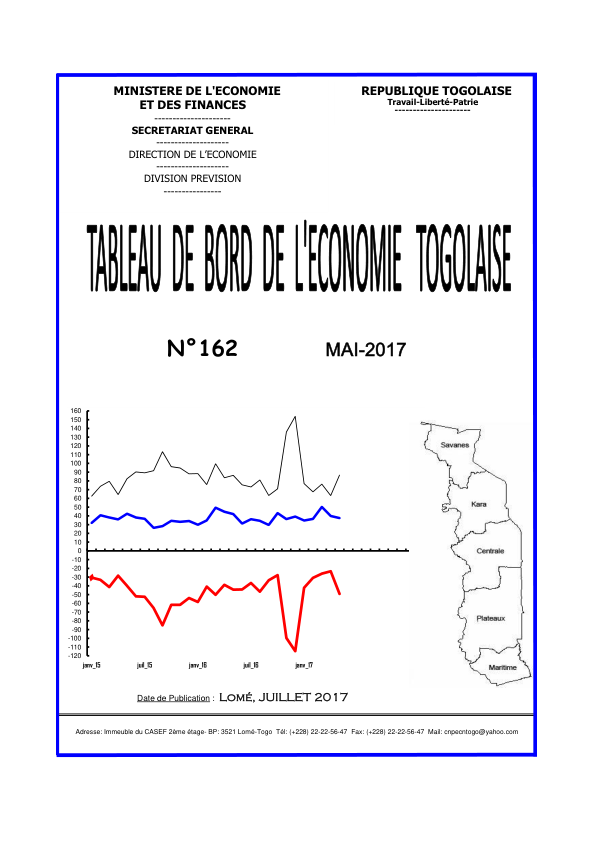 MINISTERE DE L'ECONOMIE
ET DES FINANCES
---------------------
SECRETARIAT GENERAL
--------------------
DIRECTION DE L'ECONOMIE
--------------------
DIVISION PREVISION
----------------
REPUBLIQUE TOGOLAISE
Travail-Liberté-Patrie
---------------------
TABLEAU DE BORD DE L'ECONOMIE TOGOLAISE
N°162 MAI-2017
160
150
140
130
120
110
100
90
80
70
60
50
40
30
20
10
0
-10
-20
-30
-40
-50
-60
-70
-80
-90
-100
-110
-120
janv_15 juil_15 janv_16 juil_16 janv_17
Savanes
Kara
Centrale
Plateaux
Maritime
Date de Publication : LOMÉ, JUILLET 2017
Adresse: Immeuble du CASEF 2ème étage- BP: 3521 Lomé-Togo Tél: (+228) 22-22-56-47 Fax: (+228) 22-22-56-47 Mail: cnpecntogo@yahoo.com